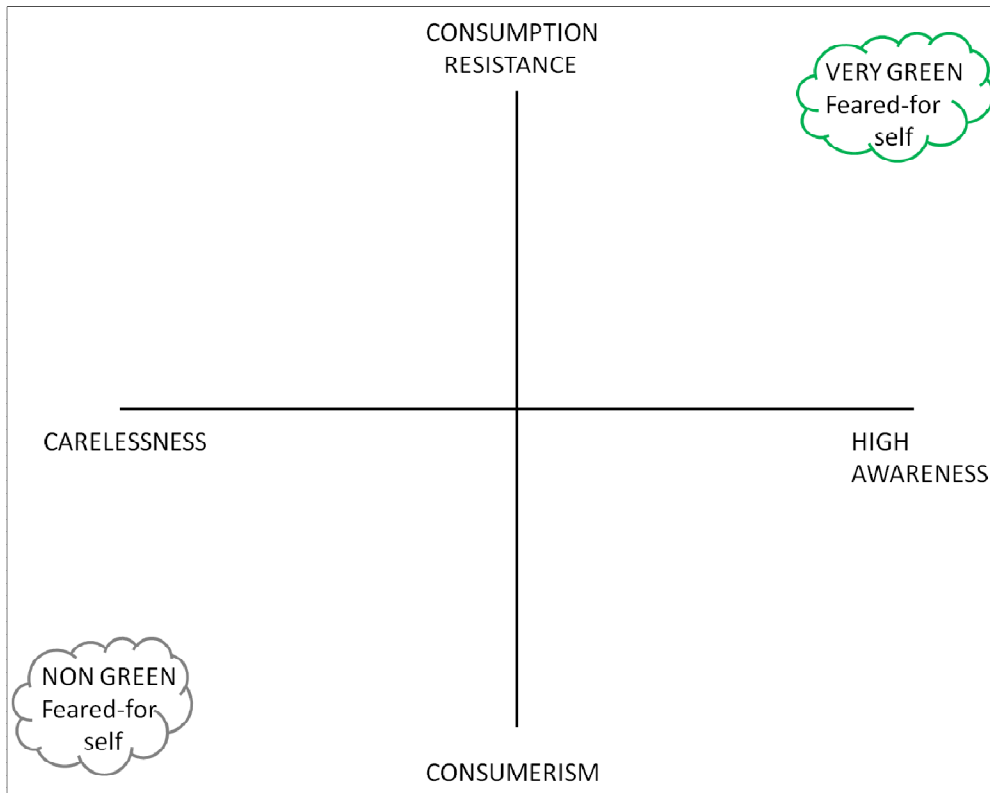 CONSUMPTION
RESISTANCE
VERY GREEN
Feared-for
self
CARELESSNESS
HIGH
AWARENESS
NON GREEN
Feared-for
self
CONSUMERISM